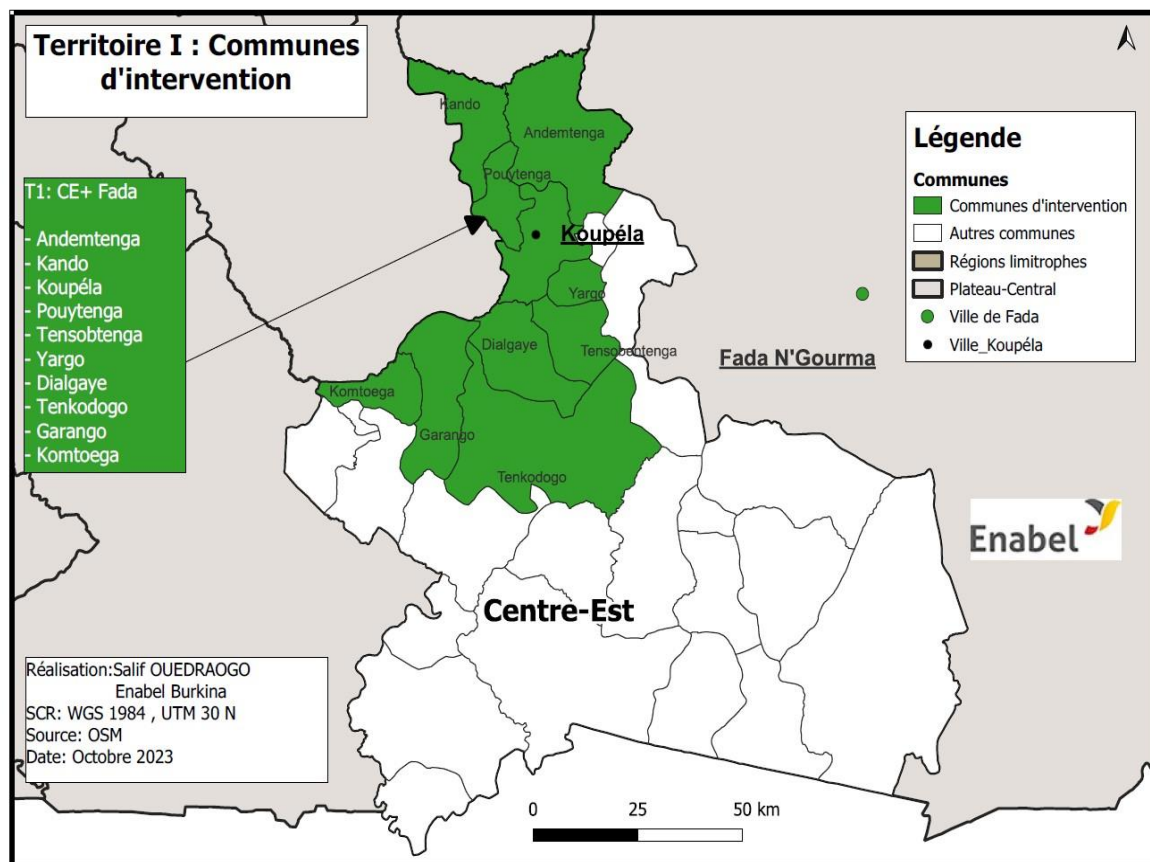 Territoire I : Communes
d'intervention
T1: CE+ Fada
- Andemtenga
- Kando
- Koupéla
- Pouytenga
- Tensobtenga
- Yargo
- Dialgaye
- Tenkodogo
- Garango
- Komtoega
Kando
Andemtenga
Pouytenga
Koupéla
Yargo
Dialgaye
Tensobentenga
Komtoega
Garango
Tenkodogo
Fada N'Gourma
Centre-Est
Légende
Communes
Communes d'intervention
Autres communes
Régions limitrophes
Plateau-Central
Ville de Fada
Ville_Koupéla
Enabel
Réalisation:Salif OUEDRAOGO
Enabel Burkina
SCR: WGS 1984 , UTM 30 N
Source: OSM
Date: Octobre 2023
0 25 50 km